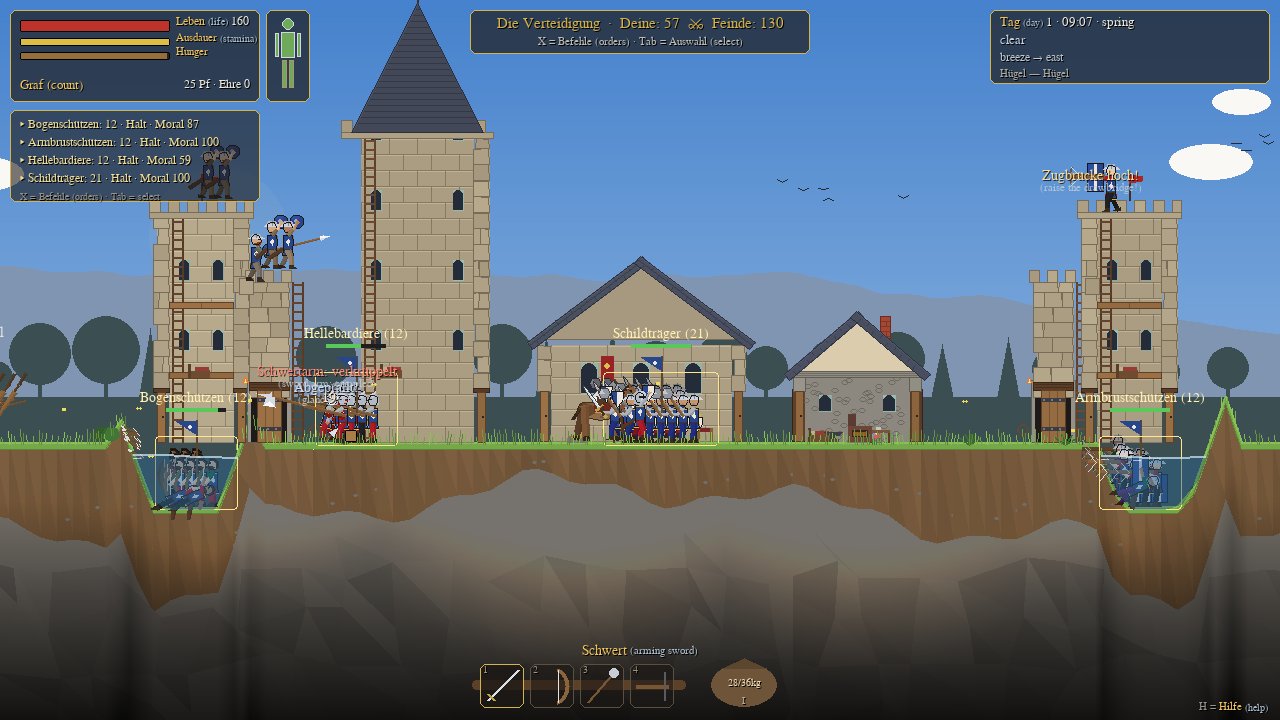 Leben (life) 160
Ausdauer (stamina)
Hunger
Graf (count) 25 Pf · Ehre 0
Die Verteidigung · Deine: 57 ⚔ Feinde: 130
X = Befehle (orders) · Tab = Auswahl (select)
Tag (day) 1 · 09:07 · spring
clear
breeze → east
Hügel — Hügel
▸ Bogenschützen: 12 · Halt · Moral 87
▸ Armbrustschützen: 12 · Halt · Moral 100
▸ Hellebardiere: 12 · Halt · Moral 59
▸ Schildträger: 21 · Halt · Moral 100
X = Befehle (orders) · Tab = select
Zugbrücke hoch!
(raise the drawbridge!)
Hellebardiere (12)
Schildträger (21)
Schwertarm: verkrüppelt
Bogenschützen (12)
Armbrustschützen (12)
Schwert (arming sword)
1 2 3 4
28/36kg
I
H = Hilfe (help)